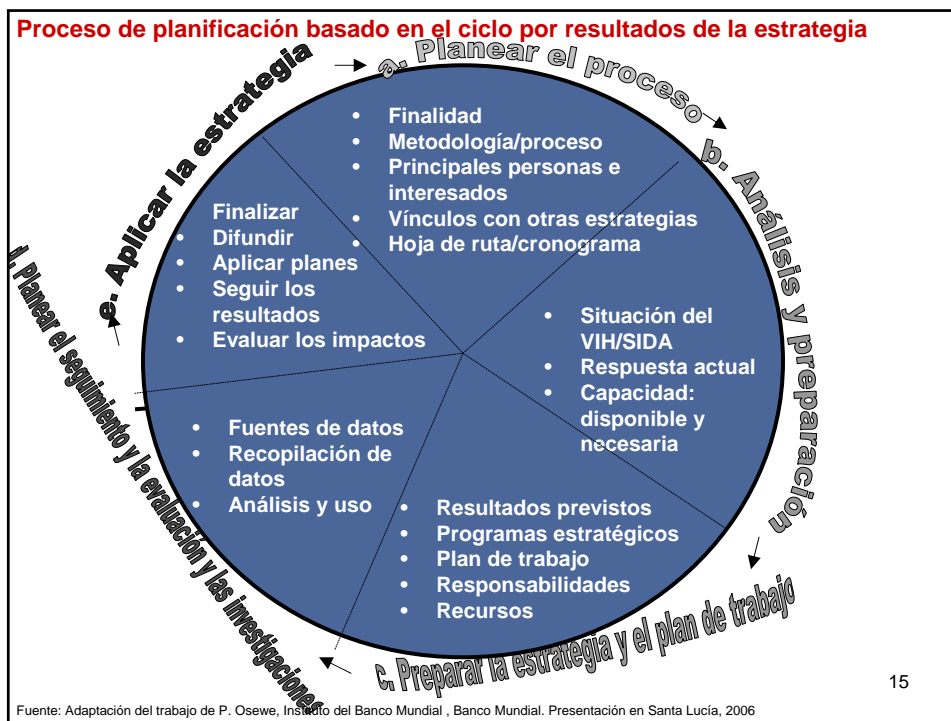 Proceso de planificación basado en el ciclo por resultados de la estrategia
a. Planear el proceso
• Finalidad
• Metodología/proceso
• Principales personas e
interesados
• Vínculos con otras estrategias
• Hoja de ruta/cronograma
b. Análisis y preparación
• Situación del
VIH/SIDA
• Respuesta actual
• Capacidad:
disponible y
necesaria
c. Preparar la estrategia y el plan de trabajo
• Resultados previstos
• Programas estratégicos
• Plan de trabajo
• Responsabilidades
• Recursos
d. Planear el seguimiento y la evaluación y las investigaciones
• Fuentes de datos
• Recopilación de
datos
• Análisis y uso
e. Aplicar la estrategia
Finalizar
• Difundir
• Aplicar planes
• Seguir los
resultados
• Evaluar los impactos
15
Fuente: Adaptación del trabajo de P. Osewe, Instituto del Banco Mundial , Banco Mundial. Presentación en Santa Lucía, 2006